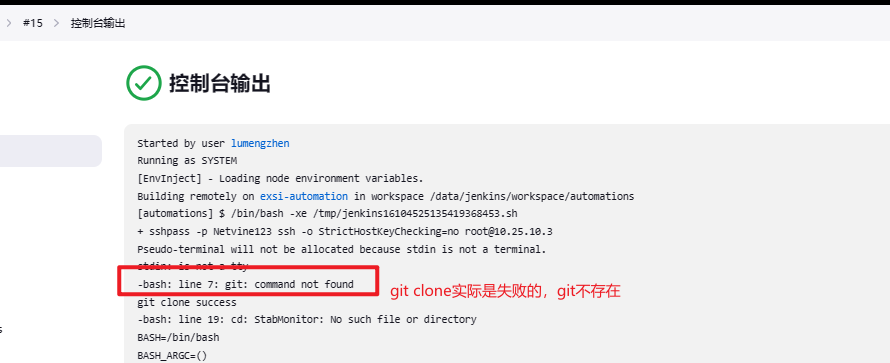 #15 > 控制台输出
控制台输出
Started by user lumengzhen
Running as SYSTEM
[EnvInject] - Loading node environment variables.
Building remotely on exsi-automation in workspace /data/jenkins/workspace/automations
[automations] $ /bin/bash -xe /tmp/jenkins16104525135419368453.sh
+ sshpass -p Netvine123 ssh -o StrictHostKeyChecking=no root@10.25.10.3
Pseudo-terminal will not be allocated because stdin is not a terminal.
stdin: is not a tty
-bash: line 7: git: command not found
git clone实际是失败的，git不存在
git clone success
-bash: line 19: cd: StabMonitor: No such file or directory
BASH=/bin/bash
BASH_ARGC=()